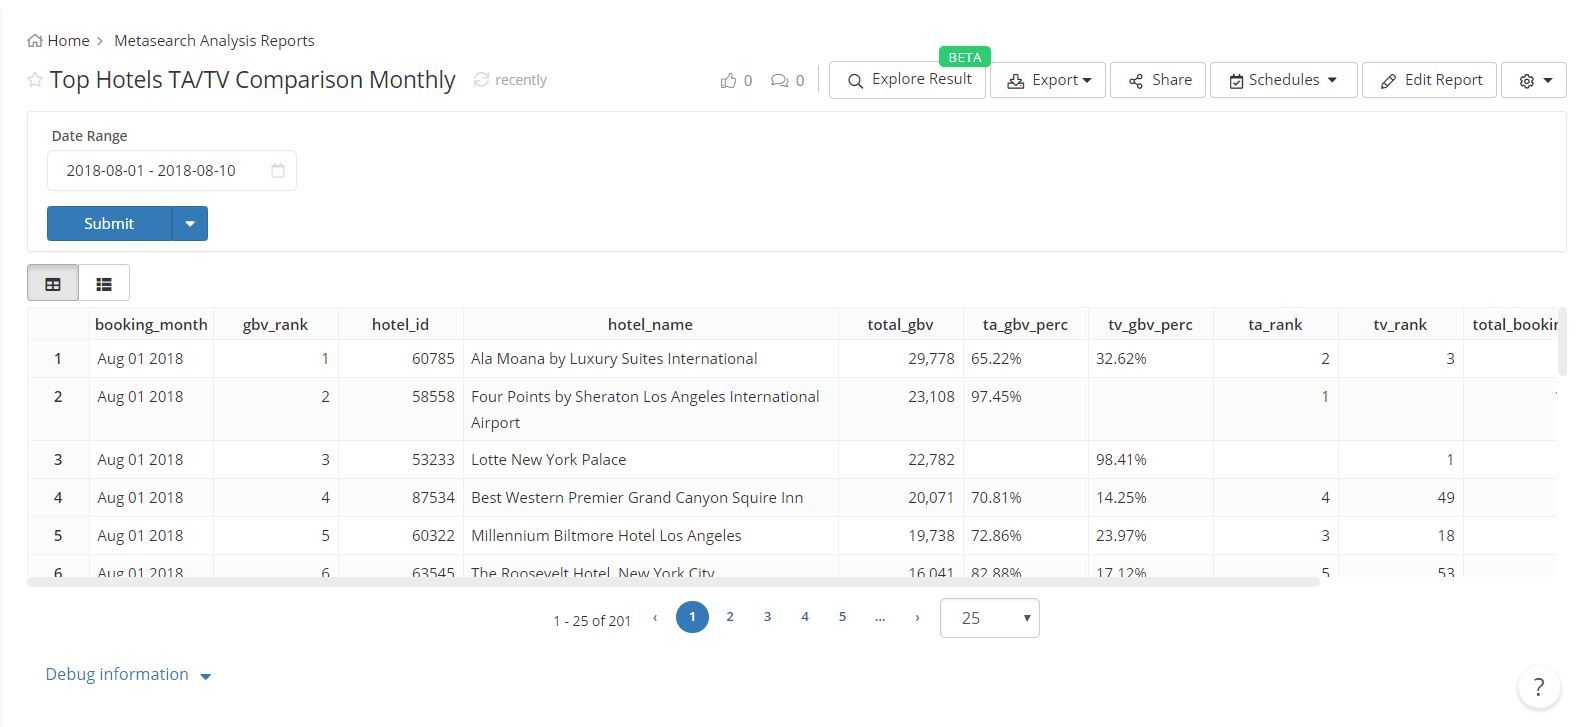 Home > Metasearch Analysis Reports
BETA
Top Hotels TA/TV Comparison Monthly recently 0 0 Explore Result Export Share Schedules Edit Report
Date Range
2018-08-01 - 2018-08-10
Submit
booking_month gbv_rank hotel_id hotel_name total_gbv ta_gbv_perc tv_gbv_perc ta_rank tv_rank
1 Aug 01 2018 1 60785 Ala Moana by Luxury Suites International 29,778 65.22% 32.62% 2 3
2 Aug 01 2018 2 58558 Four Points by Sheraton Los Angeles International 23,108 97.45% 1
Airport
3 Aug 01 2018 3 53233 Lotte New York Palace 22,782 98.41% 1
4 Aug 01 2018 4 87534 Best Western Premier Grand Canyon Squire Inn 20,071 70.81% 14.25% 4 49
5 Aug 01 2018 5 60322 Millennium Biltmore Hotel Los Angeles 19,738 72.86% 23.97% 3 18
6 Aug 01 2018 6 63545 The Roosevelt Hotel, New York City 16,041 82.88% 17.12% 5 53
1 - 25 of 201 ‹ 1 2 3 4 5 ... › 25
Debug information
?